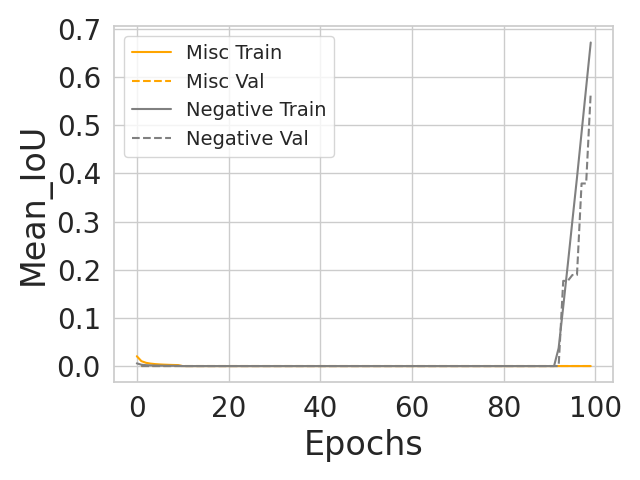 Mean_IoU
0.7
0.6
0.5
0.4
0.3
0.2
0.1
0.0
Misc Train
Misc Val
Negative Train
Negative Val
0 20 40 60 80 100
Epochs